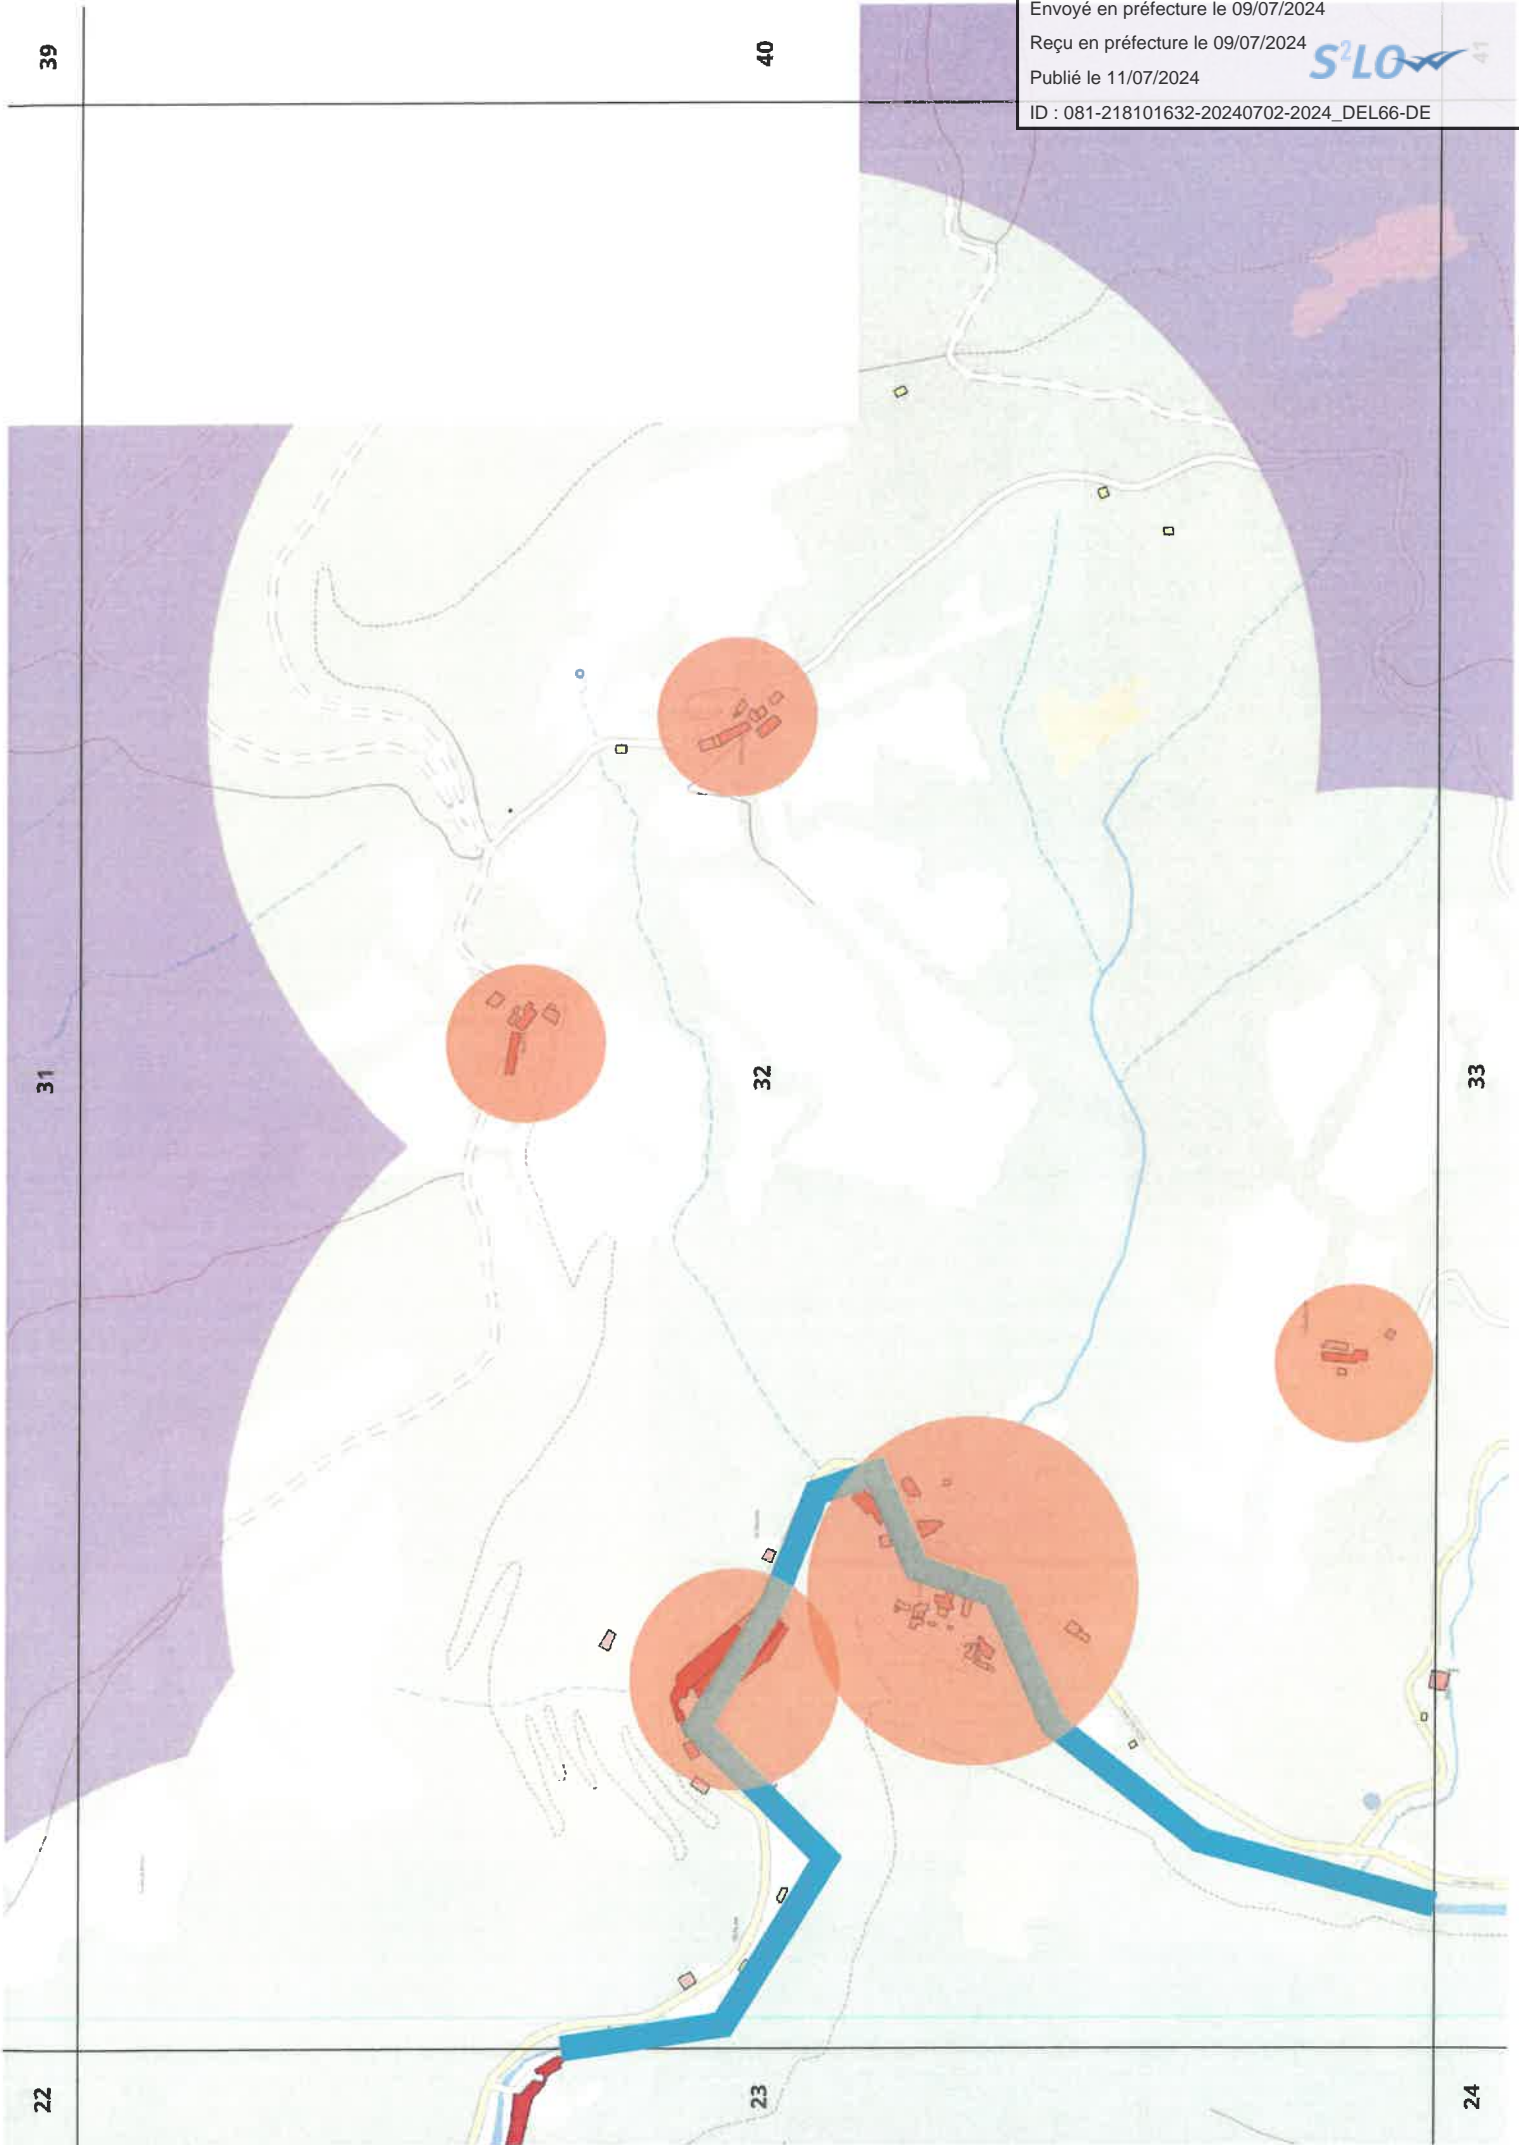 Envoyé en préfecture le 09/07/2024
Reçu en préfecture le 09/07/2024
S²LO
Publié le 11/07/2024
ID : 081-218101632-20240702-2024_DEL66-DE
39
40
41
31
32
33
22
23
24